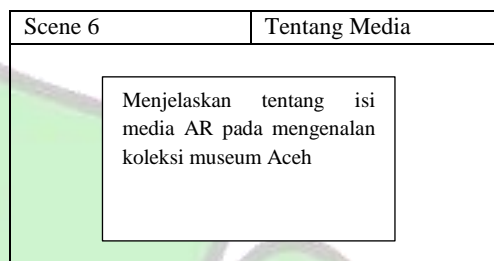 Scene 6 Tentang Media
Menjelaskan tentang isi
media AR pada mengenalan
koleksi museum Aceh